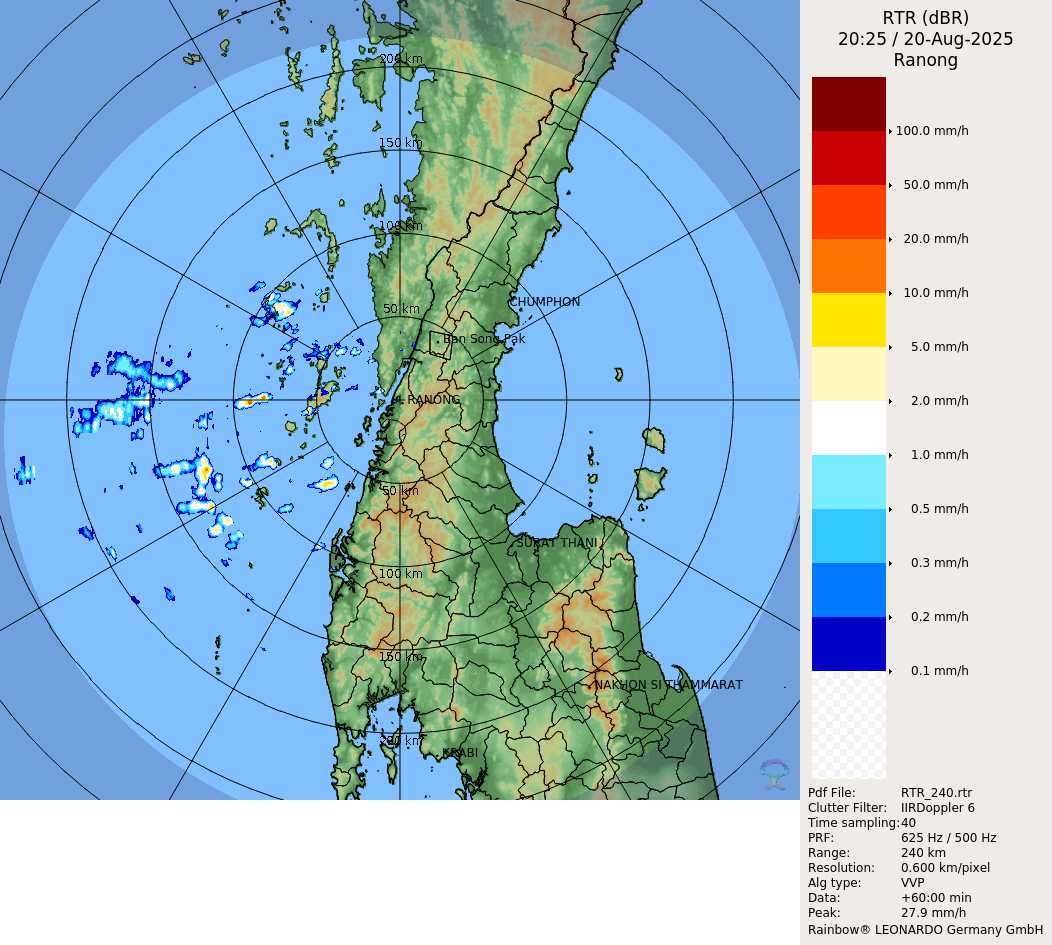 RTR (dBR)
20:25 / 20-Aug-2025
Ranong
200 km
150 km
100 km
50 km
CHUMPHON
Ban Song Pak
RANONG
50 km
SURAT THANI
100 km
150 km
NAKHON SI THAMMARAT
200 km
KRABI
100.0 mm/h
50.0 mm/h
20.0 mm/h
10.0 mm/h
5.0 mm/h
2.0 mm/h
1.0 mm/h
0.5 mm/h
0.3 mm/h
0.2 mm/h
0.1 mm/h
Pdf File: RTR_240.rtr
Clutter Filter: IIRDoppler 6
Time sampling:40
PRF: 625 Hz / 500 Hz
Range: 240 km
Resolution: 0.600 km/pixel
Alg type: VVP
Data: +60:00 min
Peak: 27.9 mm/h
Rainbow® LEONARDO Germany GmbH